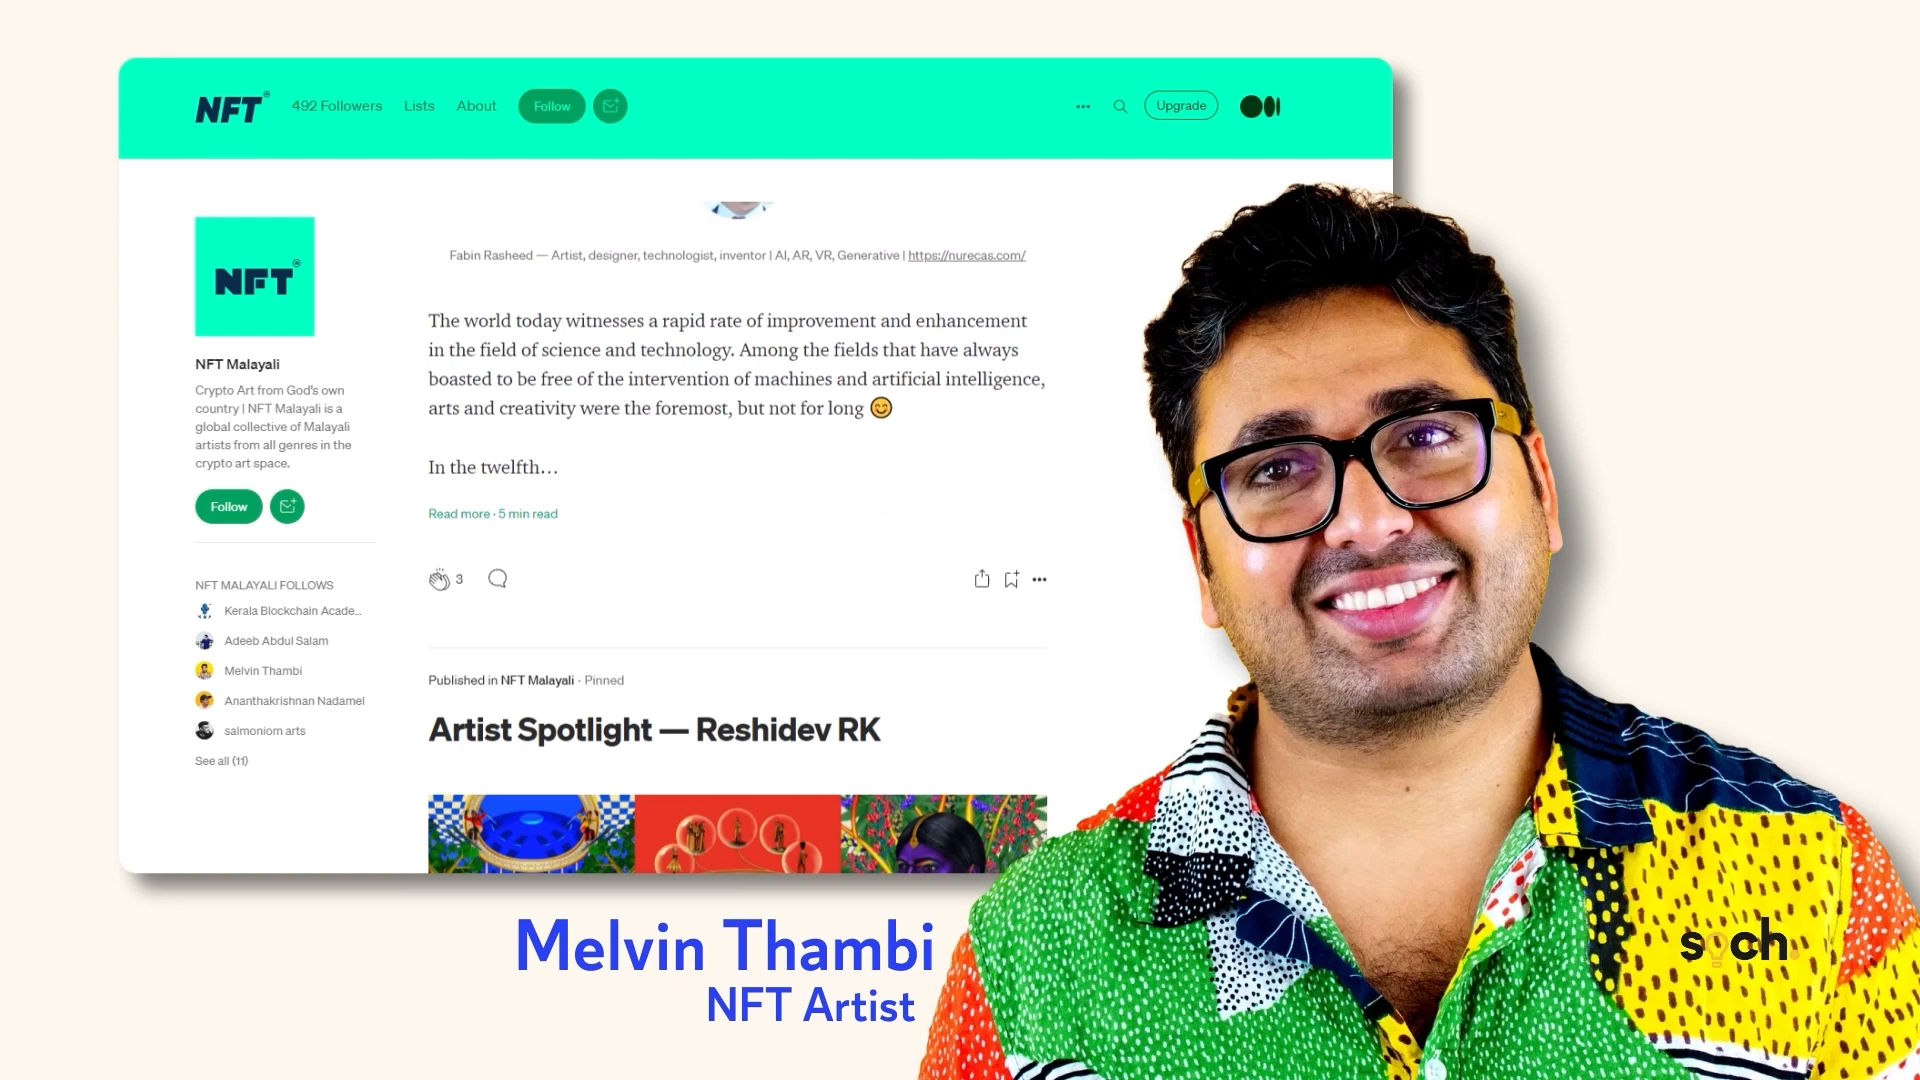 NFT®
492 Followers
Lists
About
Follow
Upgrade
NFT®
NFT Malayali
Crypto Art from God's own
country | NFT Malayali is a
global collective of Malayali
artists from all genres in the
crypto art space.
Follow
NFT MALAYALI FOLLOWS
Kerala Blockchain Acade...
Adeeb Abdul Salam
Melvin Thambi
Ananthakrishnan Nadamel
salmoniom arts
See all (11)
Fabin Rasheed — Artist, designer, technologist, inventor | AI, AR, VR, Generative | https://nurecas.com/
The world today witnesses a rapid rate of improvement and enhancement
in the field of science and technology. Among the fields that have always
boasted to be free of the intervention of machines and artificial intelligence,
arts and creativity were the foremost, but not for long 😊
In the twelfth…
Read more · 5 min read
3
Published in NFT Malayali · Pinned
Artist Spotlight — Reshidev RK
Melvin Thambi
NFT Artist
soch.